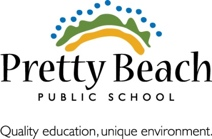 Pretty Beach
PUBLIC SCHOOL
Quality education, unique environment.